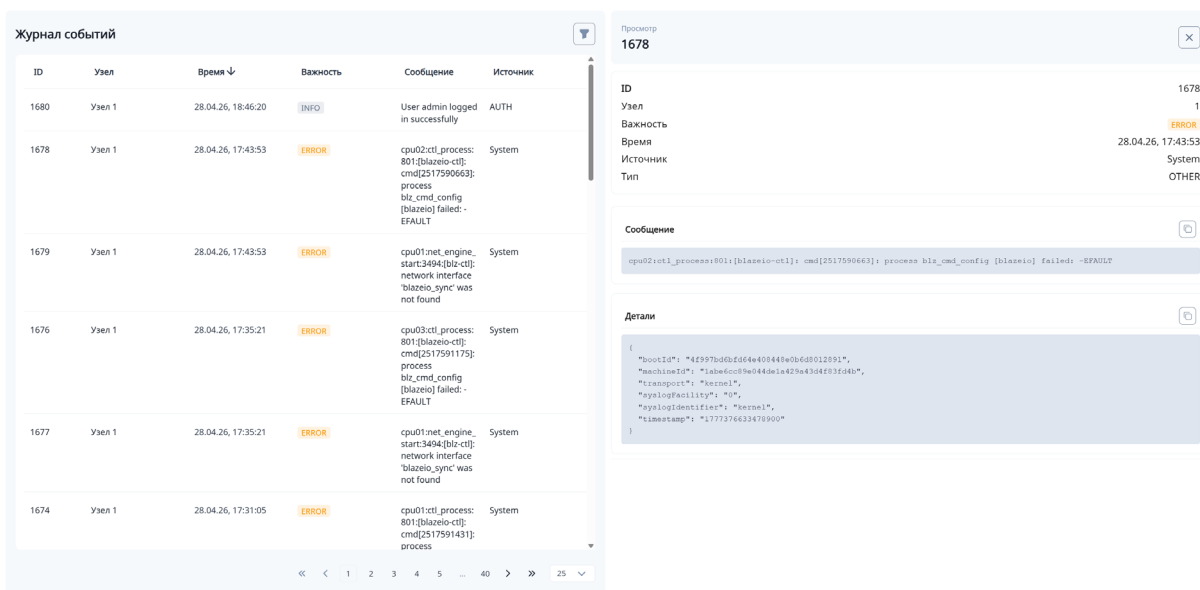 Журнал событий
ID Узел Время Важность Сообщение Источник
1680 Узел 1 28.04.26, 18:46:20 INFO User admin logged AUTH
in successfully
1678 Узел 1 28.04.26, 17:43:53 ERROR cpu02:ctl_process: System
801:[blazeio-ctl]:
cmd[2517590663]:
process
blz_cmd_config
[blazeio] failed: -
EFAULT
1679 Узел 1 28.04.26, 17:43:53 ERROR cpu01:net_engine_ System
start:3494:[blz-ctl]:
network interface
'blazeio_sync' was
not found
1676 Узел 1 28.04.26, 17:35:21 ERROR cpu03:ctl_process: System
801:[blazeio-ctl]:
cmd[2517591175]:
process
blz_cmd_config
[blazeio] failed: -
EFAULT
1677 Узел 1 28.04.26, 17:35:21 ERROR cpu01:net_engine_ System
start:3494:[blz-ctl]:
network interface
'blazeio_sync' was
not found
1674 Узел 1 28.04.26, 17:31:05 ERROR cpu01:ctl_process: System
801:[blazeio-ctl]:
cmd[2517591431]:
process
1 2 3 4 5 ... 40 25
Просмотр
1678
ID 1678
Узел 1
Важность ERROR
Время 28.04.26, 17:43:53
Источник System
Тип OTHER
Сообщение
cpu02:ctl_process:801:[blazeio-ctl]: cmd[2517590663]: process blz_cmd_config [blazeio] failed: -EFAULT
Детали
{
"bootId": "4f997bd6bfd64e408448e0b6d8012891",
"machineId": "1abe6cc89e044de1a429a43d4f83fd4b",
"transport": "kernel",
"syslogFacility": "0",
"syslogIdentifier": "kernel",
"timestamp": "1777376633478900"
}